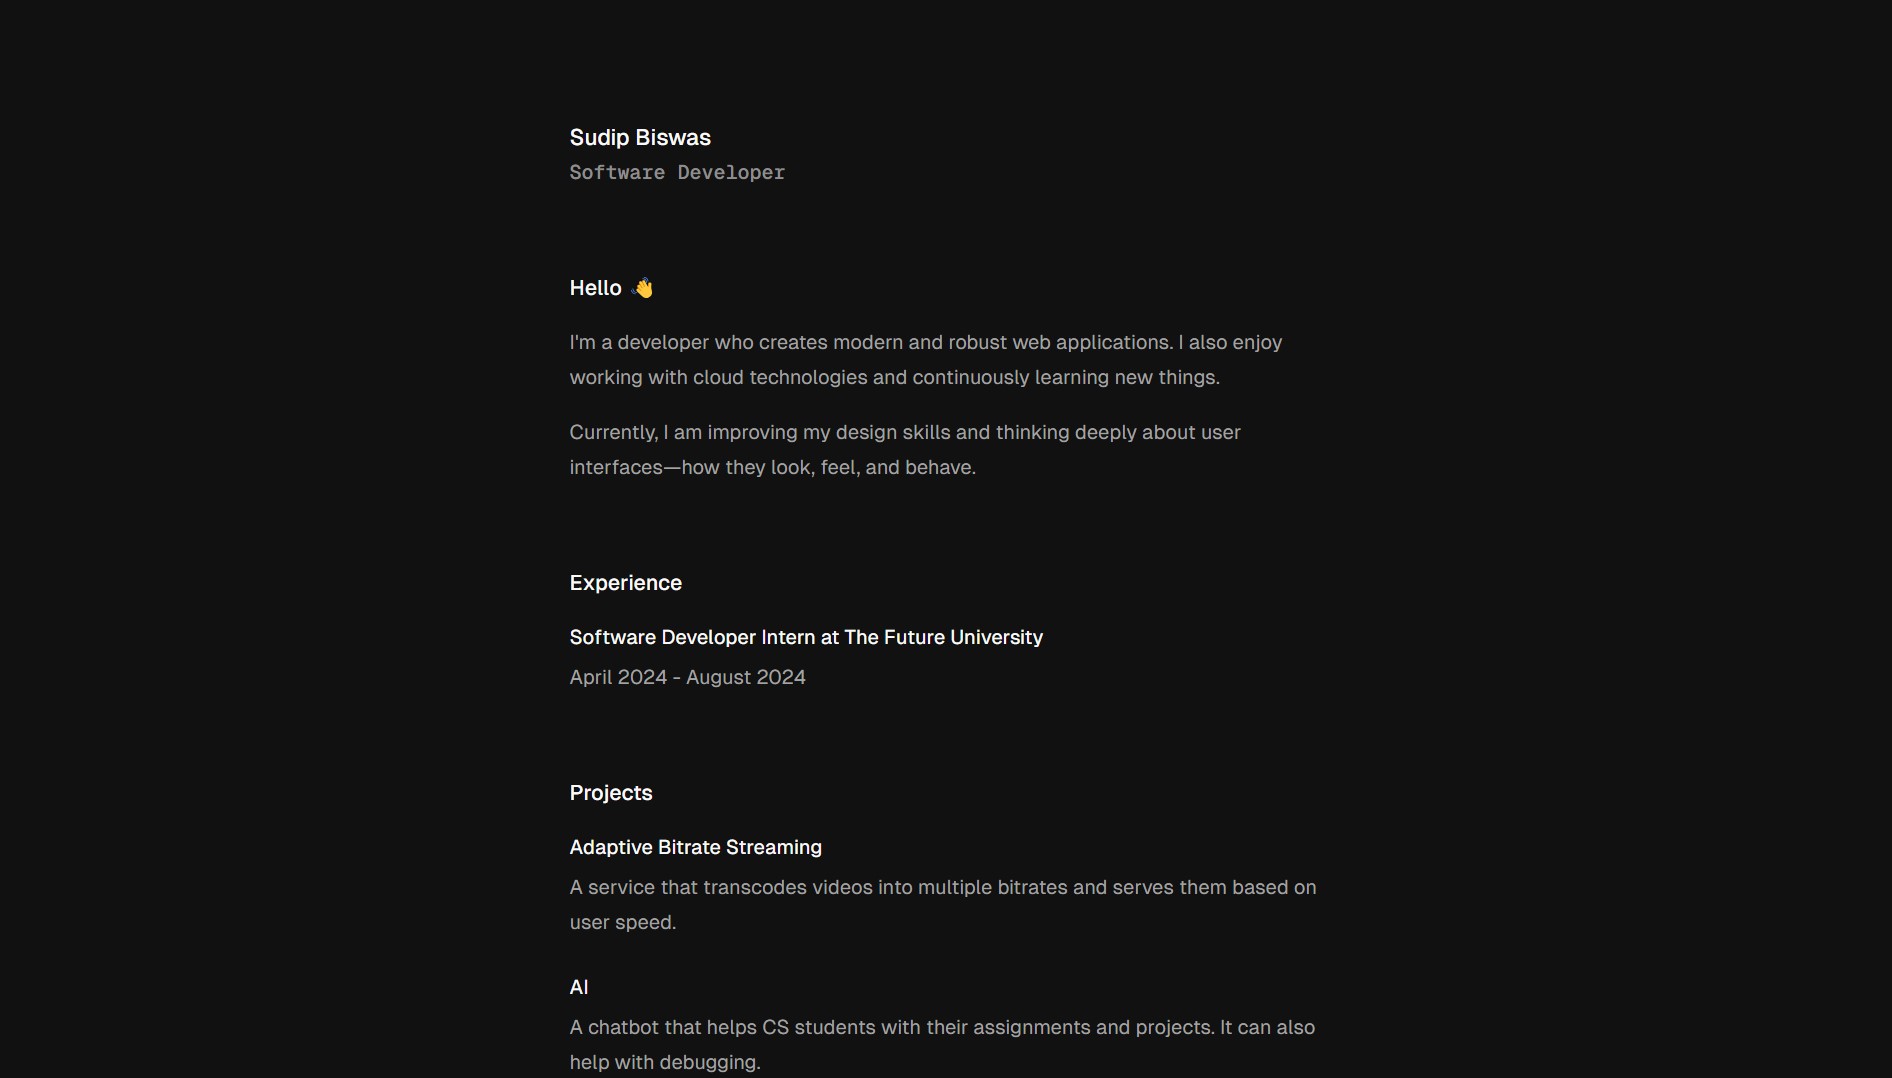 Sudip Biswas
Software Developer
Hello 👋
I'm a developer who creates modern and robust web applications. I also enjoy
working with cloud technologies and continuously learning new things.
Currently, I am improving my design skills and thinking deeply about user
interfaces—how they look, feel, and behave.
Experience
Software Developer Intern at The Future University
April 2024 - August 2024
Projects
Adaptive Bitrate Streaming
A service that transcodes videos into multiple bitrates and serves them based on
user speed.
AI
A chatbot that helps CS students with their assignments and projects. It can also
help with debugging.